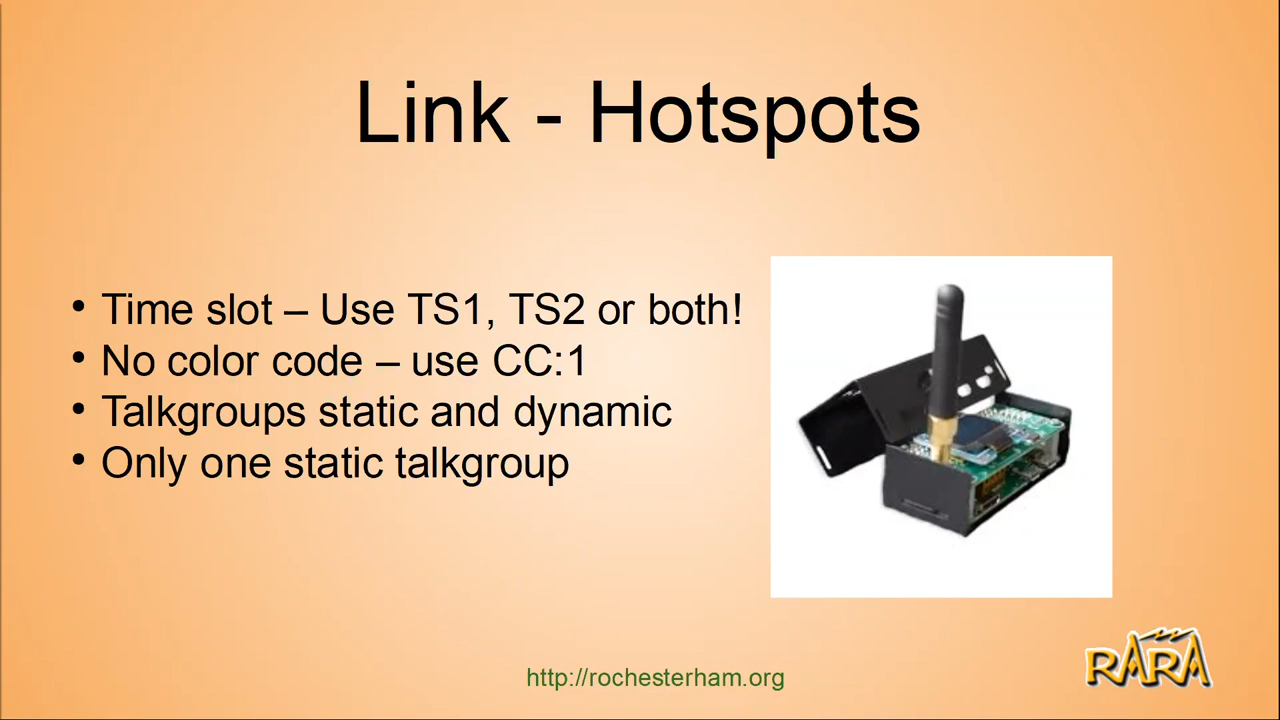 Link - Hotspots
• Time slot – Use TS1, TS2 or both!
• No color code – use CC:1
• Talkgroups static and dynamic
• Only one static talkgroup
http://rochesterham.org
RARA